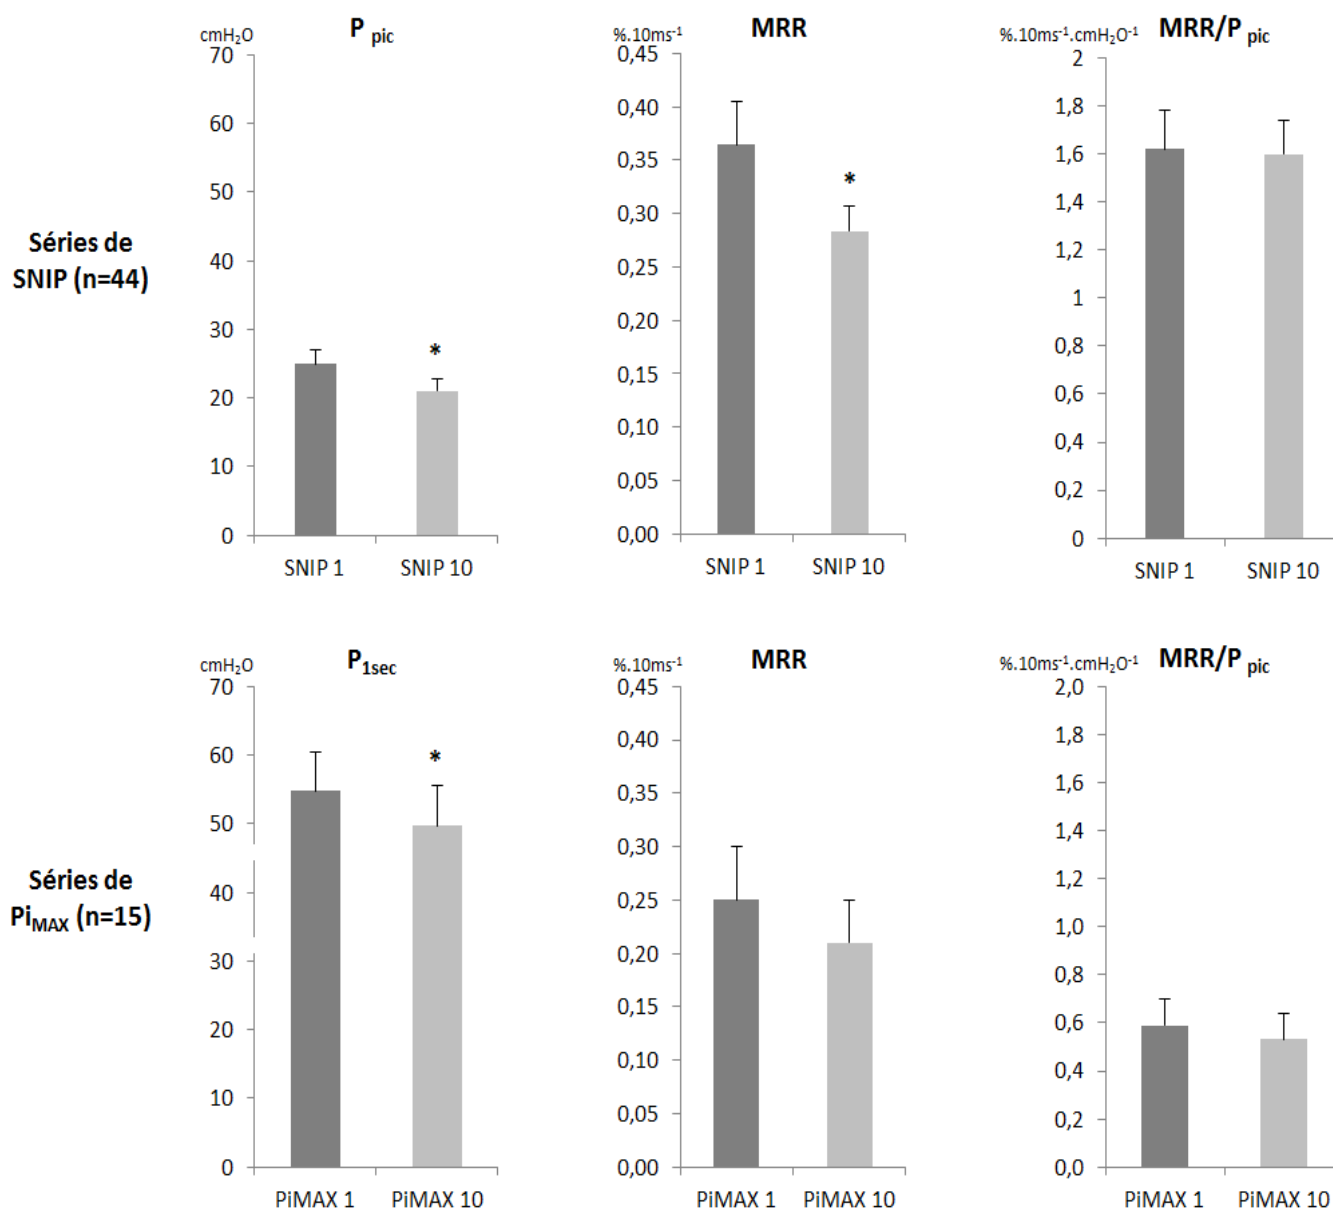 P pic
cmH₂O
70
60
50
40
30
20
10
0
*
SNIP 1
SNIP 10
MRR
%.10ms⁻¹
0,45
0,40
0,35
0,30
0,25
0,20
0,15
0,10
0,05
0,00
*
SNIP 1
SNIP 10
MRR/P pic
%.10ms⁻¹.cmH₂O⁻¹
2
1,8
1,6
1,4
1,2
1
0,8
0,6
0,4
0,2
0
SNIP 1
SNIP 10
Séries de
SNIP (n=44)
P₁sec
cmH₂O
70
60
50
40
30
20
10
0
*
PiMAX 1
PiMAX 10
MRR
%.10ms⁻¹
0,45
0,40
0,35
0,30
0,25
0,20
0,15
0,10
0,05
0,00
PiMAX 1
PiMAX 10
MRR/P pic
%.10ms⁻¹.cmH₂O⁻¹
2,0
1,8
1,6
1,4
1,2
1,0
0,8
0,6
0,4
0,2
0,0
PiMAX 1
PiMAX 10
Séries de
PiMAX (n=15)